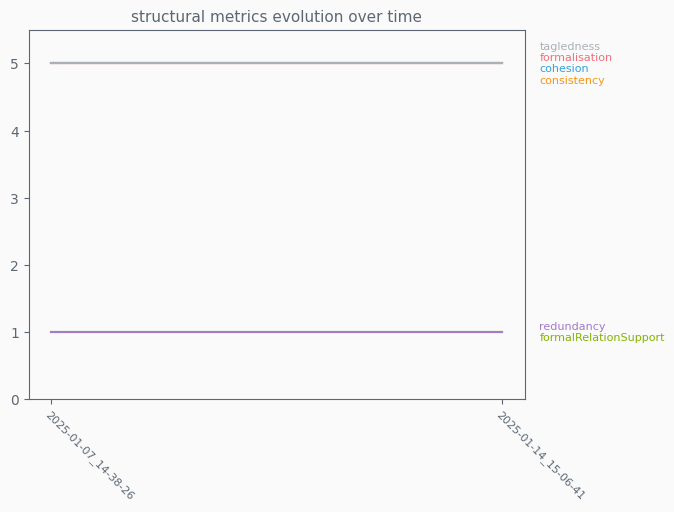 structural metrics evolution over time
tagledness
formalisation
cohesion
consistency
5
4
3
2
1
0
redundancy
formalRelationSupport
2025-01-07_14-38-26
2025-01-14_15-06-41